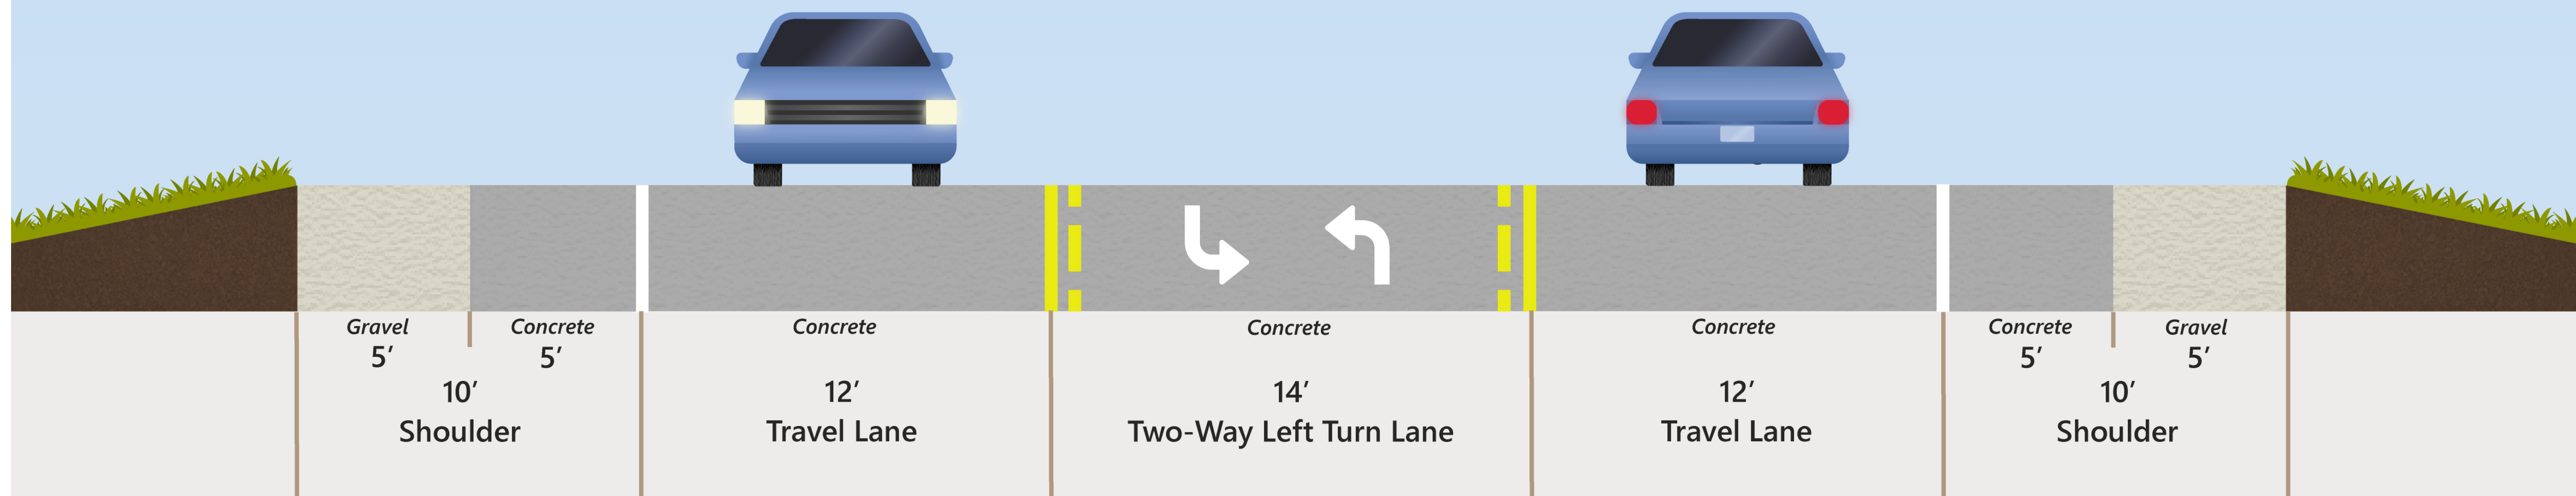 Gravel
5’
Concrete
5’
10’
Shoulder
Concrete
12’
Travel Lane
Concrete
14’
Two-Way Left Turn Lane
Concrete
12’
Travel Lane
Concrete
5’
Gravel
5’
10’
Shoulder